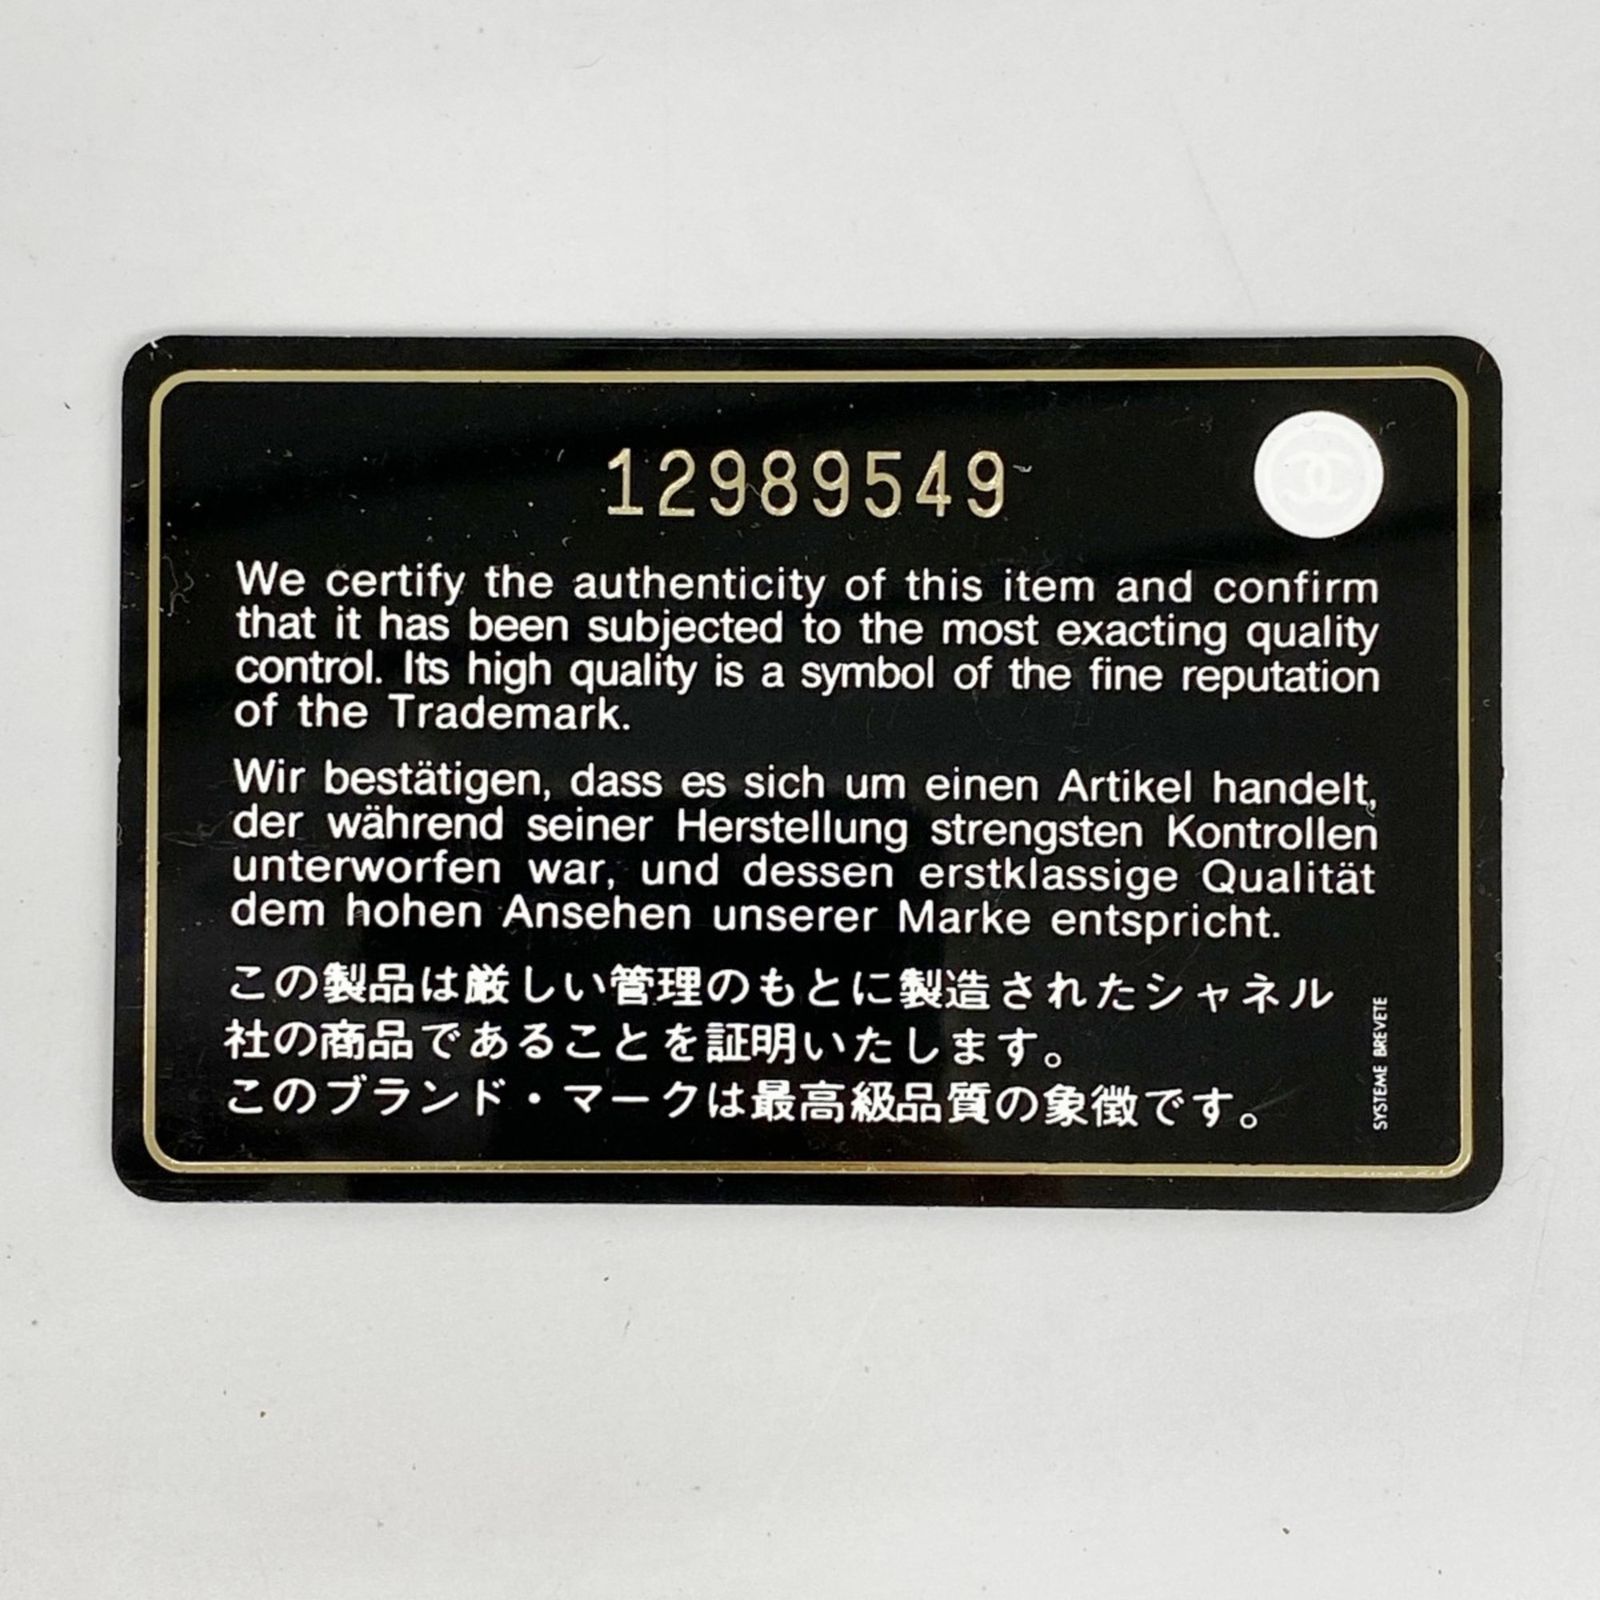 12989549
We certify the authenticity of this item and confirm
that it has been subjected to the most exacting quality
control. Its high quality is a symbol of the fine reputation
of the Trademark.
Wir bestätigen, dass es sich um einen Artikel handelt,
der während seiner Herstellung strengsten Kontrollen
unterworfen war, und dessen erstklassige Qualität
dem hohen Ansehen unserer Marke entspricht.
この製品は厳しい管理のもとに製造されたシャネル
社の商品であることを証明いたします。
このブランド・マークは最高級品質の象徴です。
SYSTEME BREVETE